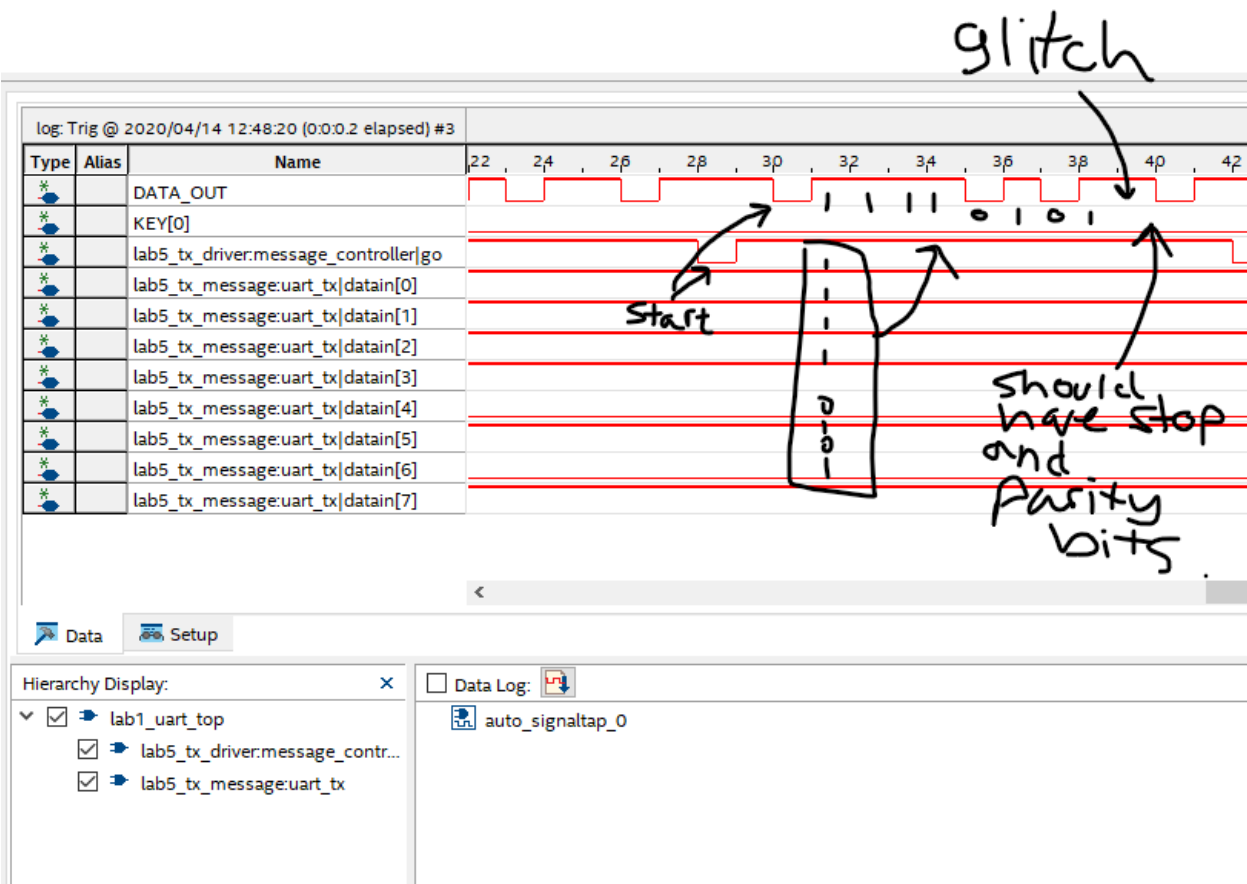 glitch
log: Trig @ 2020/04/14 12:48:20 (0:0:0.2 elapsed) #3
Type Alias Name 22 24 26 28 30 32 34 36 38 40 42
DATA_OUT
1 1 1 1 0 1 0 1
KEY[0]
lab5_tx_driver:message_controller|go
lab5_tx_message:uart_tx|datain[0] 1
lab5_tx_message:uart_tx|datain[1] 1
Start
lab5_tx_message:uart_tx|datain[2] 1
lab5_tx_message:uart_tx|datain[3] 1
lab5_tx_message:uart_tx|datain[4] 0
lab5_tx_message:uart_tx|datain[5] 1
lab5_tx_message:uart_tx|datain[6] 0
lab5_tx_message:uart_tx|datain[7] 1
should
have stop
and
parity
bits.
Data Setup
Hierarchy Display:
lab1_uart_top
lab5_tx_driver:message_contr...
lab5_tx_message:uart_tx
Data Log:
auto_signaltap_0